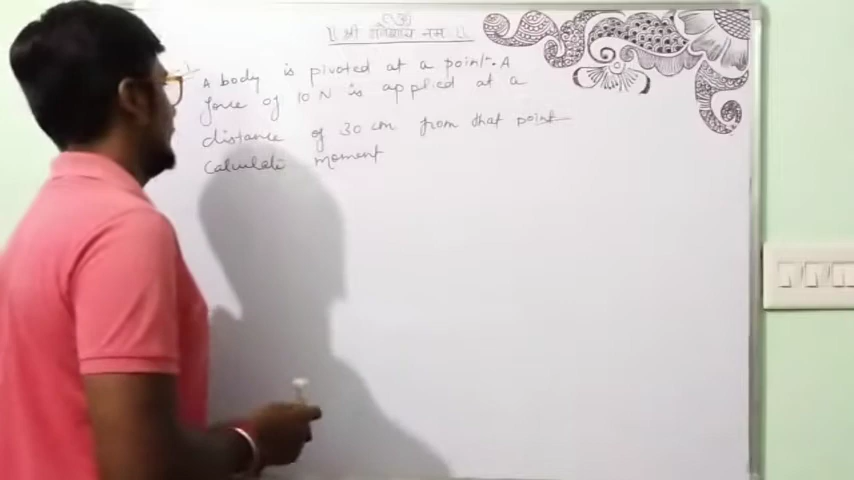 ॐ
॥ श्री गणेशाय नमः ॥
A body is pivoted at a point. A
force of 10 N is applied at a
distance of 30 cm from that point
calculate moment